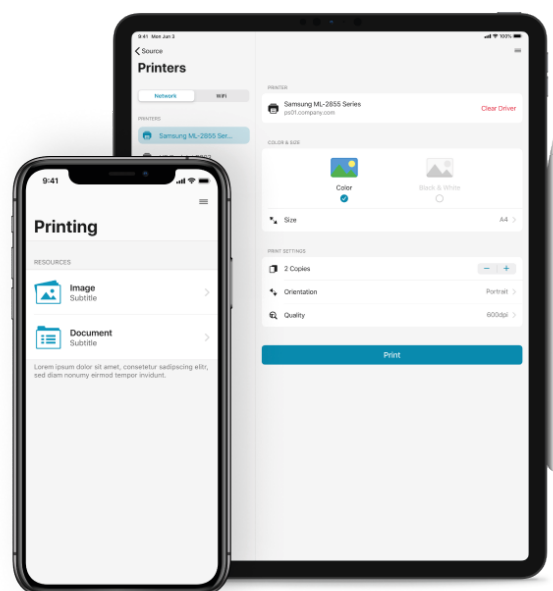 9:41 Mon Jun 3
100%
Source
Printers
Network
WiFi
PRINTERS
Samsung ML-2855 Ser...
PRINTER
Samsung ML-2855 Series
ps01.company.com
Clear Driver
COLOR & SIZE
Color
Black & White
Size
A4
PRINT SETTINGS
2 Copies
Orientation
Portrait
Quality
600dpi
Print
9:41
Printing
RESOURCES
Image
Subtitle
Document
Subtitle
Lorem ipsum dolor sit amet, consetetur sadipscing elitr,
sed diam nonumy eirmod tempor invidunt.